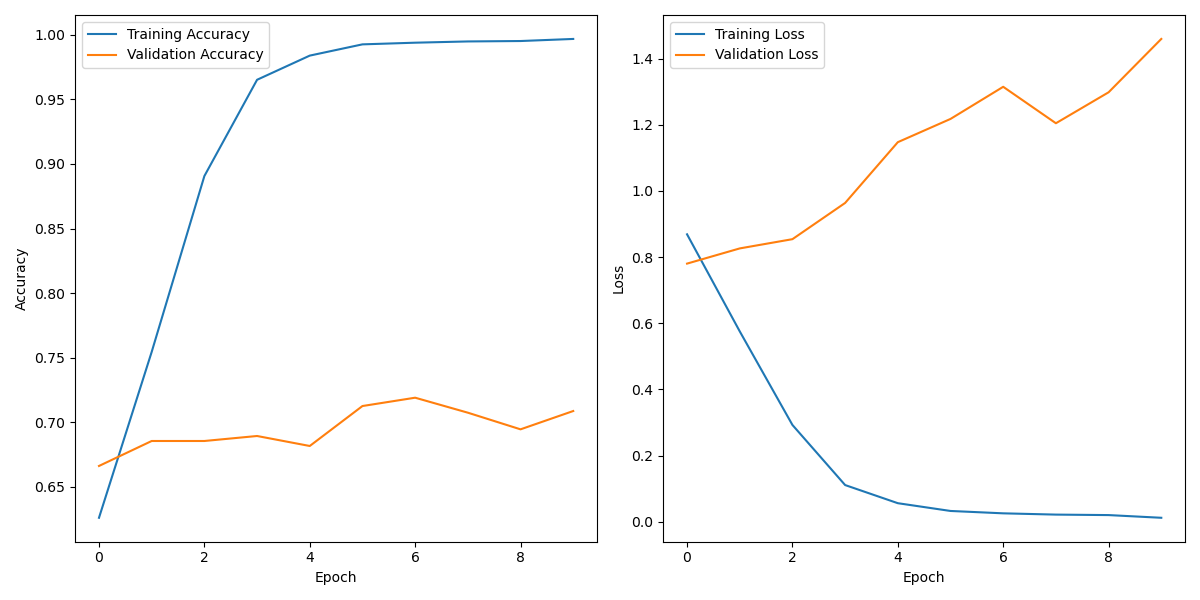 Training Accuracy
Validation Accuracy
1.00
0.95
0.90
0.85
0.80
0.75
0.70
0.65
Accuracy
0 2 4 6 8
Epoch
Training Loss
Validation Loss
1.4
1.2
1.0
0.8
0.6
0.4
0.2
0.0
Loss
0 2 4 6 8
Epoch